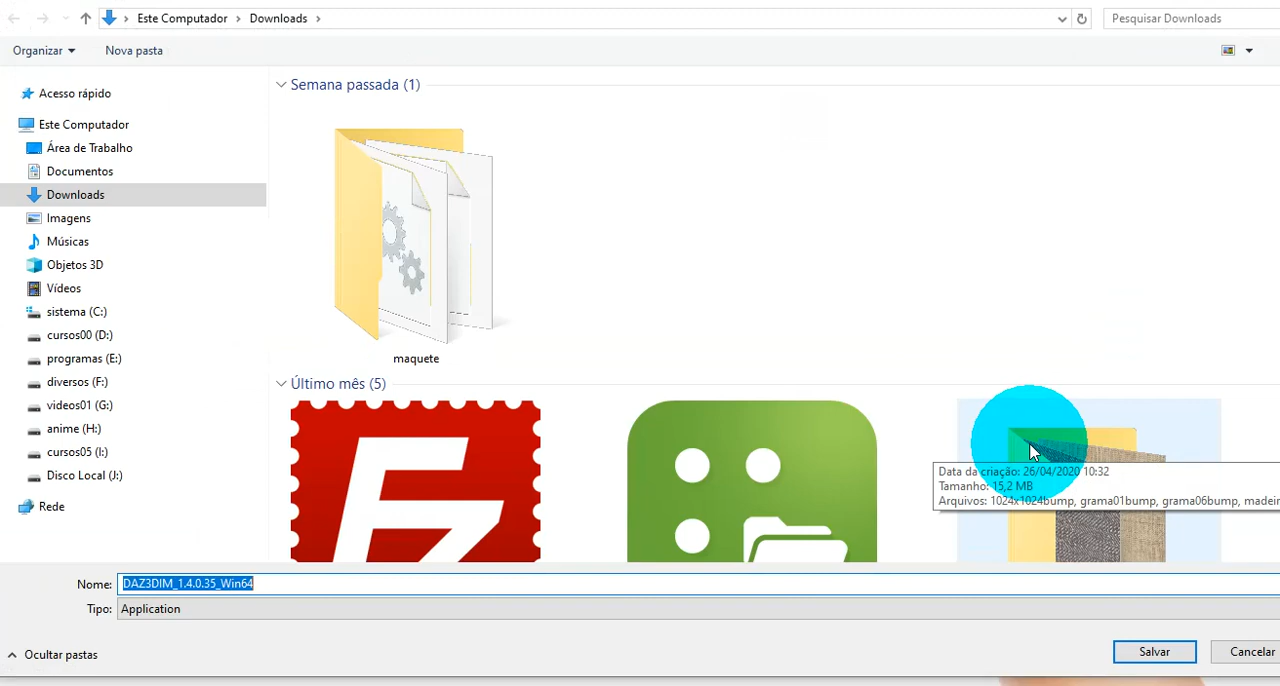 Este Computador > Downloads >
Pesquisar Downloads
Organizar
Nova pasta
Acesso rápido
Este Computador
Área de Trabalho
Documentos
Downloads
Imagens
Músicas
Objetos 3D
Vídeos
sistema (C:)
cursos00 (D:)
programas (E:)
diversos (F:)
videos01 (G:)
anime (H:)
cursos05 (I:)
Disco Local (J:)
Rede
Semana passada (1)
maquete
Último mês (5)
Fz
Data da criação: 26/04/2020 10:32
Tamanho: 15,2 MB
Arquivos: 1024x1024bump, grama01bump, grama06bump, madei
Nome: DAZ3DIM_1.4.0.35_Win64
Tipo: Application
Ocultar pastas
Salvar
Cancelar